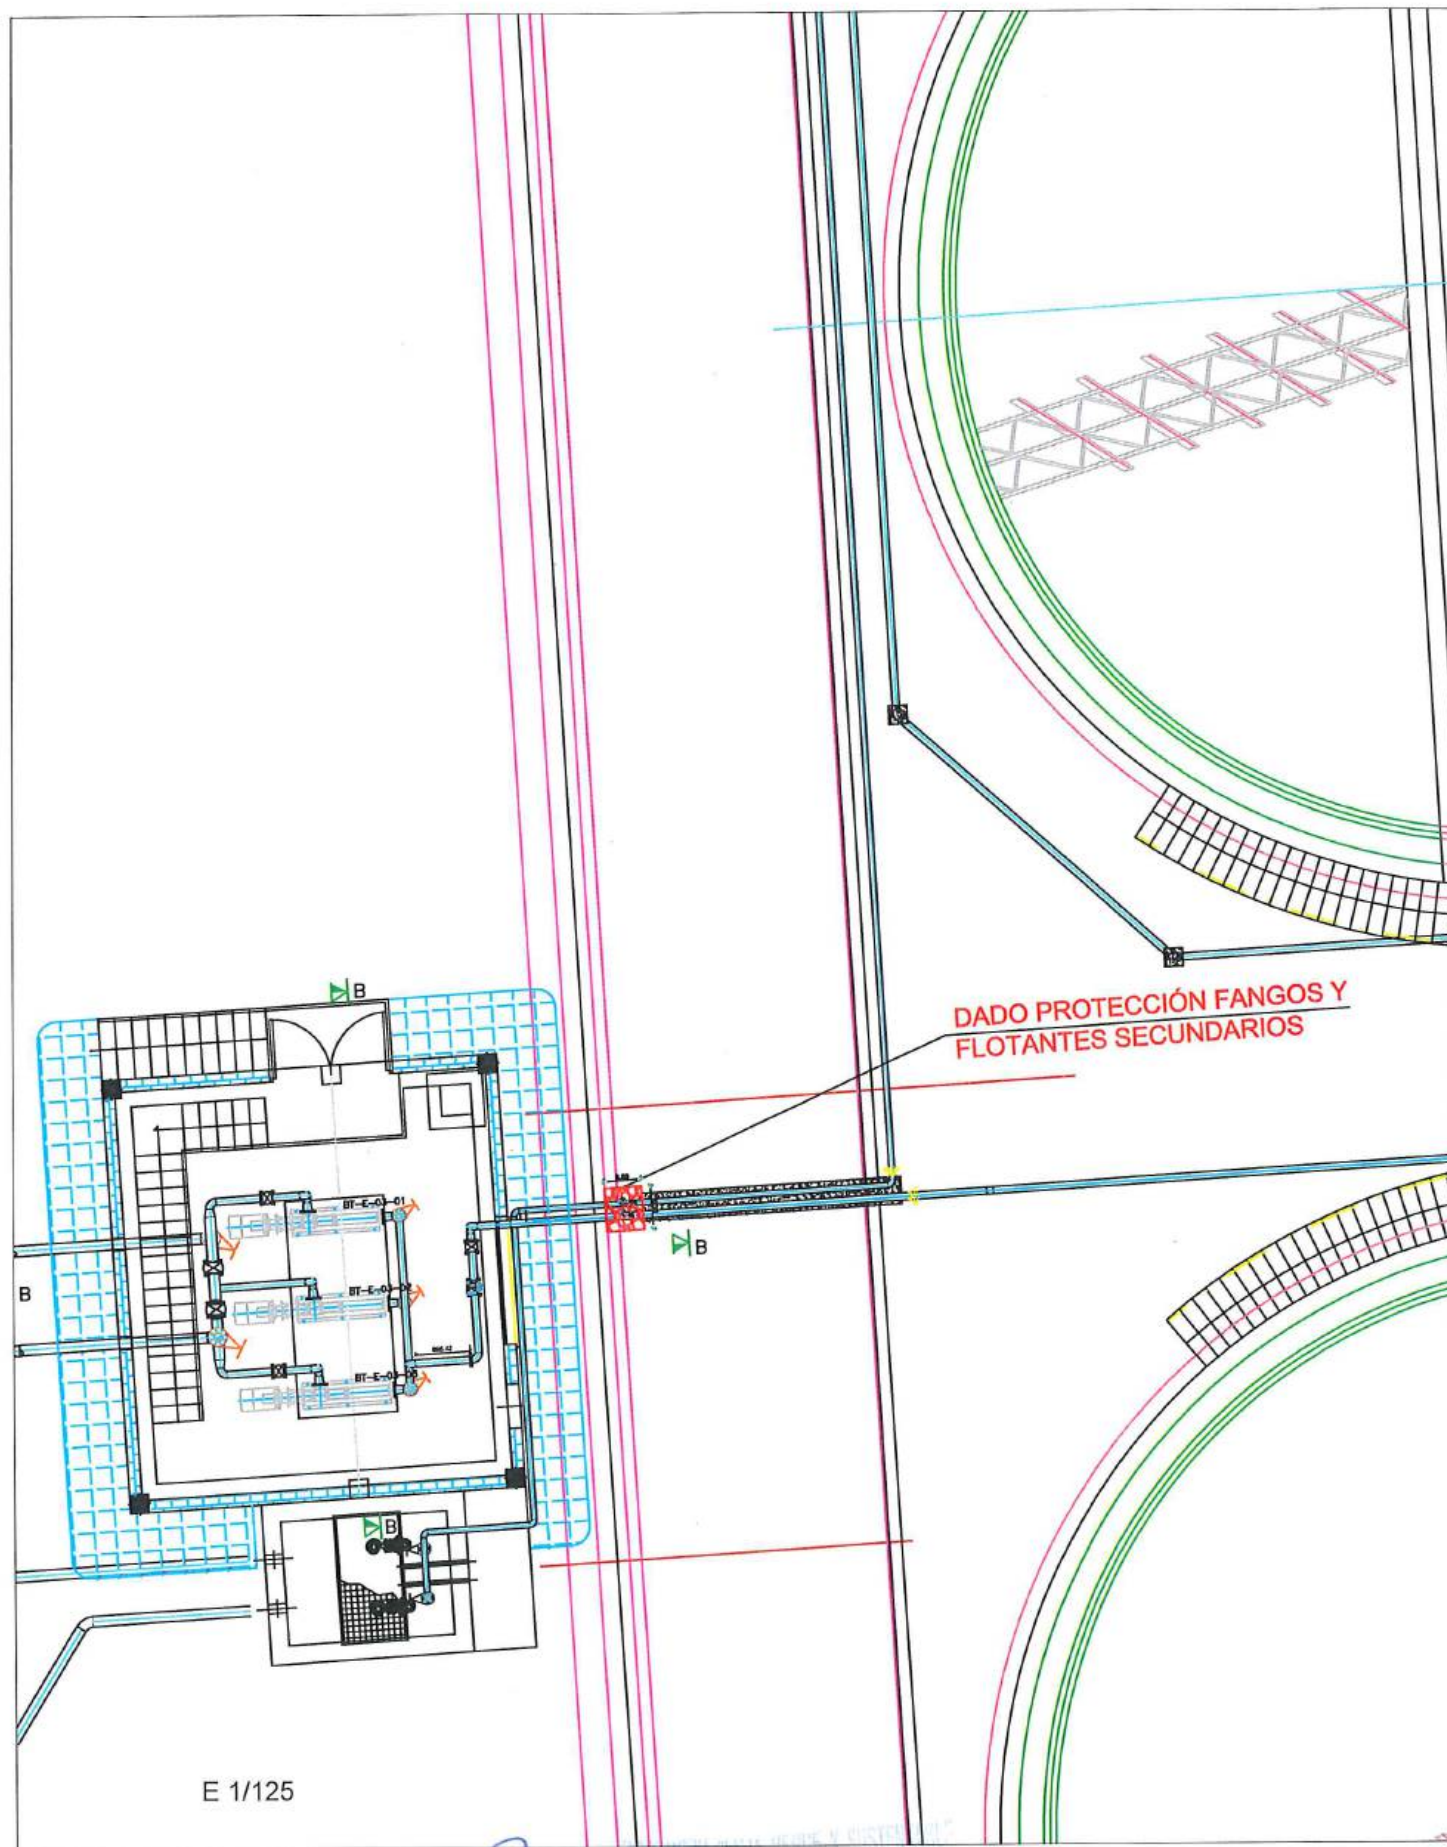 B
DADO PROTECCIÓN FANGOS Y
FLOTANTES SECUNDARIOS
BT-E-03-01
B
B
BT-E-03-02
BT-E-03-03
B
E 1/125